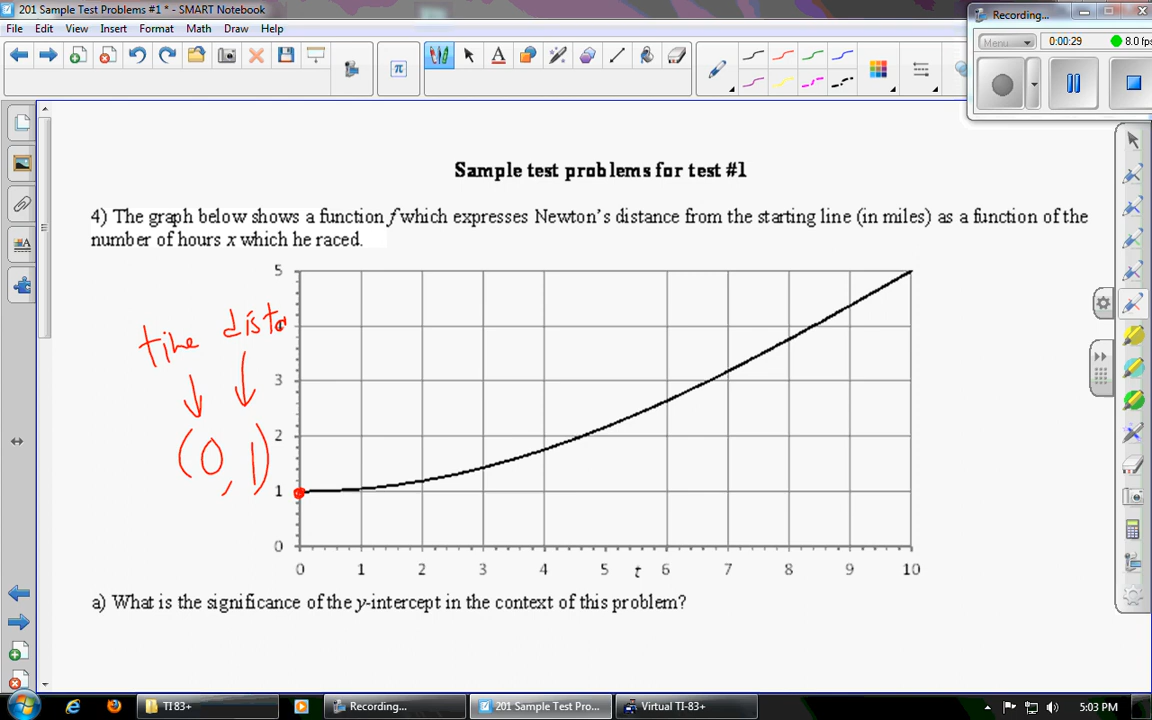 201 Sample Test Problems #1 * - SMART Notebook
Recording...
File Edit View Insert Format Math Draw Help
Menu
0:00:29
8.0 fps
π
A
Sample test problems for test #1
4) The graph below shows a function f which expresses Newton's distance from the starting line (in miles) as a function of the
number of hours x which he raced.
5
time dista
3
2
(0, 1)
1
0
0 1 2 3 4 5 t 6 7 8 9 10
a) What is the significance of the y-intercept in the context of this problem?
TI 83+
Recording...
201 Sample Test Pro...
Virtual TI-83+
5:03 PM